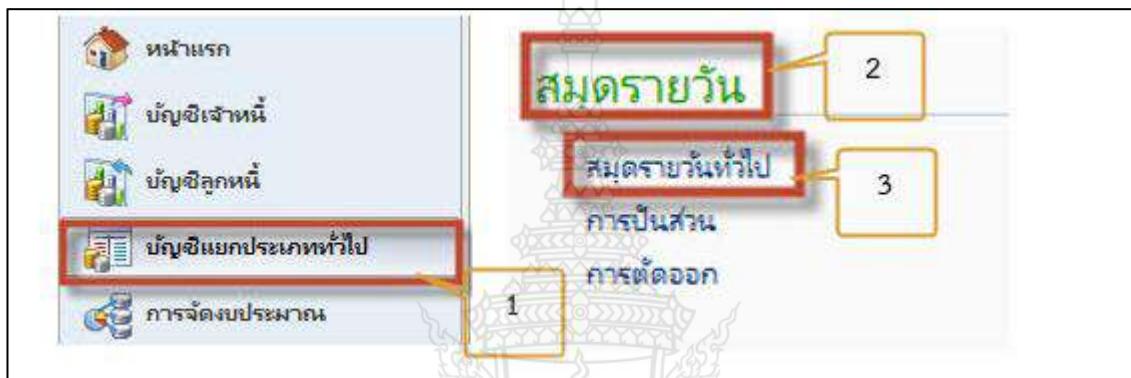 หน้าแรก
บัญชีเจ้าหนี้
บัญชีลูกหนี้
บัญชีแยกประเภททั่วไป
การจัดงบประมาณ
1
สมุดรายวัน
2
สมุดรายวันทั่วไป
3
การปันส่วน
การตัดออก